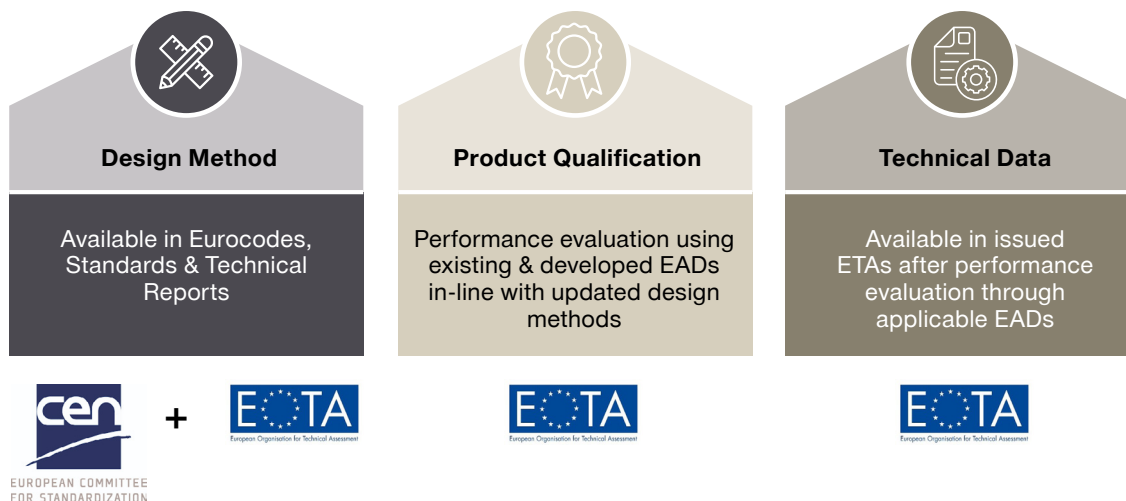 Design Method
Available in Eurocodes,
Standards & Technical
Reports
Product Qualification
Performance evaluation using
existing & developed EADs
in-line with updated design
methods
Technical Data
Available in issued
ETAs after performance
evaluation through
applicable EADs
cen
EUROPEAN COMMITTEE
FOR STANDARDIZATION
+
EOTA
European Organisation for Technical Assessment
EOTA
European Organisation for Technical Assessment
EOTA
European Organisation for Technical Assessment